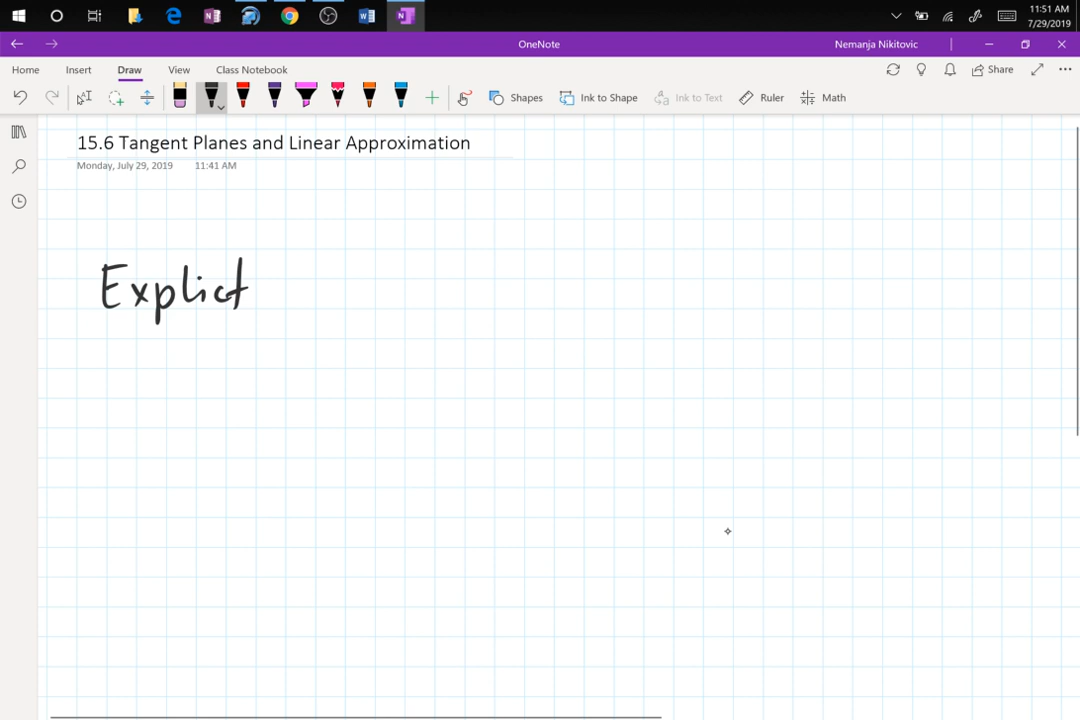 11:51 AM
7/29/2019
OneNote
Nemanja Nikitovic
Home
Insert
Draw
View
Class Notebook
Share
Shapes
Ink to Shape
Ink to Text
Ruler
Math
15.6 Tangent Planes and Linear Approximation
Monday, July 29, 2019 11:41 AM
Explict